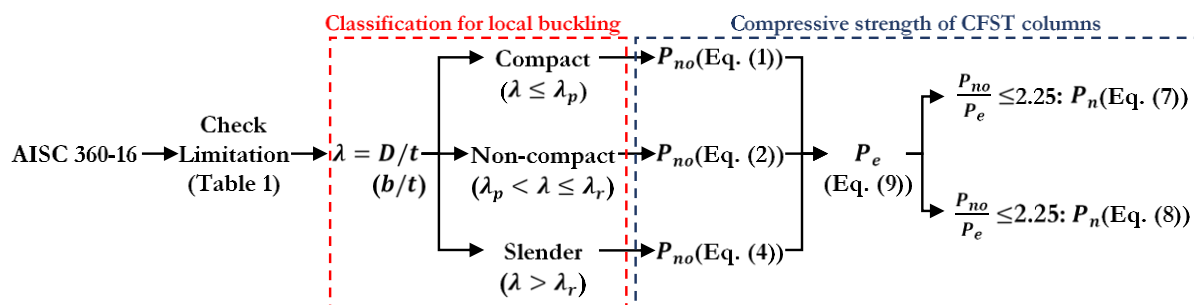 Classification for local buckling
Compressive strength of CFST columns
AISC 360-16
Check
Limitation
(Table 1)
λ = D/t
(b/t)
Compact
(λ ≤ λp)
Non-compact
(λp < λ ≤ λr)
Slender
(λ > λr)
Pno(Eq. (1))
Pno(Eq. (2))
Pno(Eq. (4))
Pe
(Eq. (9))
Pno/Pe ≤2.25: Pn(Eq. (7))
Pno/Pe ≤2.25: Pn(Eq. (8))